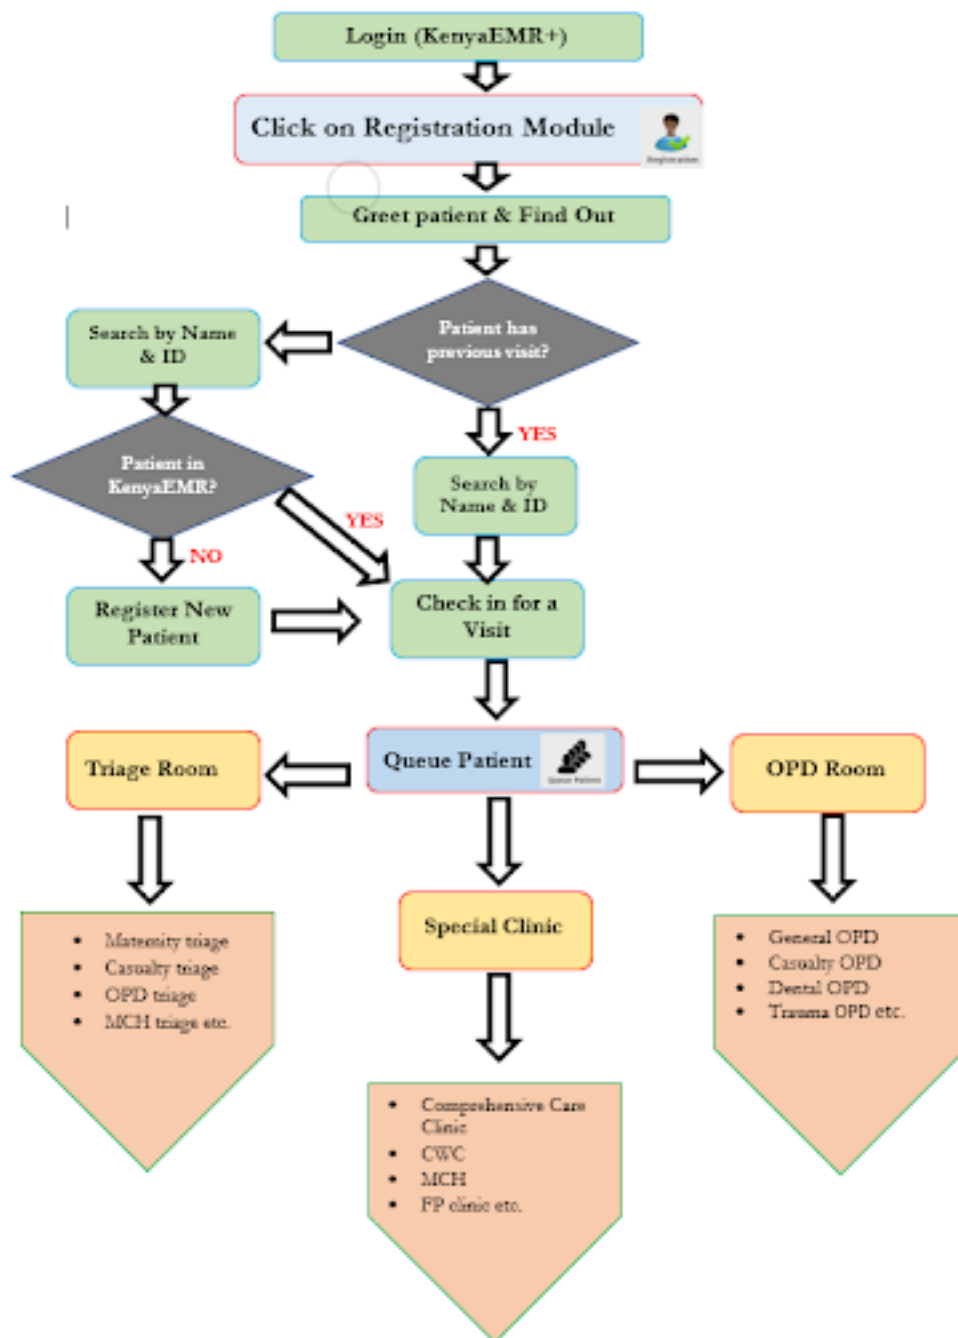 Login (KenyaEMR+)
Click on Registration Module
Registration
Greet patient & Find Out
Patient has
previous visit?
Search by Name
& ID
YES
Patient in
KenyaEMR?
Search by
Name & ID
YES
NO
Register New
Patient
Check in for a
Visit
Triage Room
Queue Patient
Queue Patient
OPD Room
• Maternity triage
• Casualty triage
• OPD triage
• MCH triage etc.
Special Clinic
• General OPD
• Casualty OPD
• Dental OPD
• Trauma OPD etc.
• Comprehensive Care
Clinic
• CWC
• MCH
• FP clinic etc.